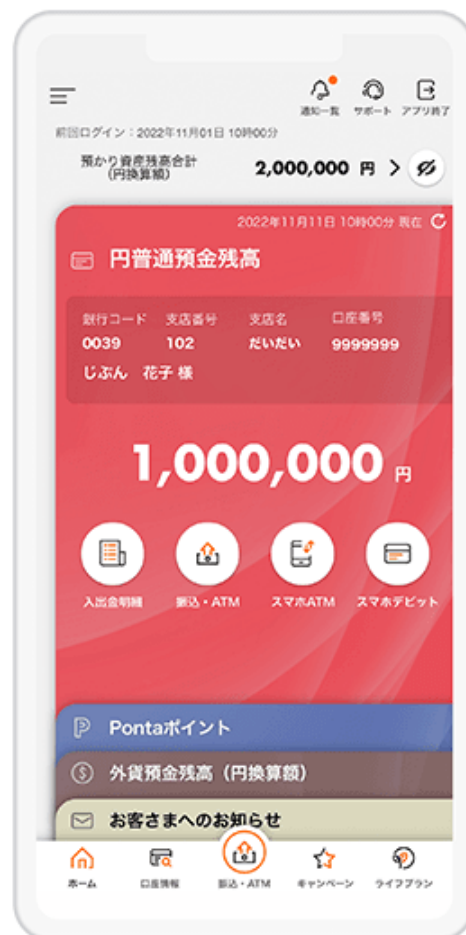 通知一覧 サポート アプリ終了
前回ログイン：2022年11月01日 10時00分
預かり資産残高合計
（円換算額）
2,000,000 円
2022年11月11日 10時00分 現在
円普通預金残高
銀行コード 支店番号 支店名 口座番号
0039 102 だいだい 9999999
じぶん 花子 様
1,000,000 円
入出金明細 振込・ATM スマホATM スマホデビット
Pontaポイント
外貨預金残高（円換算額）
お客さまへのお知らせ
ホーム 口座情報 振込・ATM キャンペーン ライフプラン